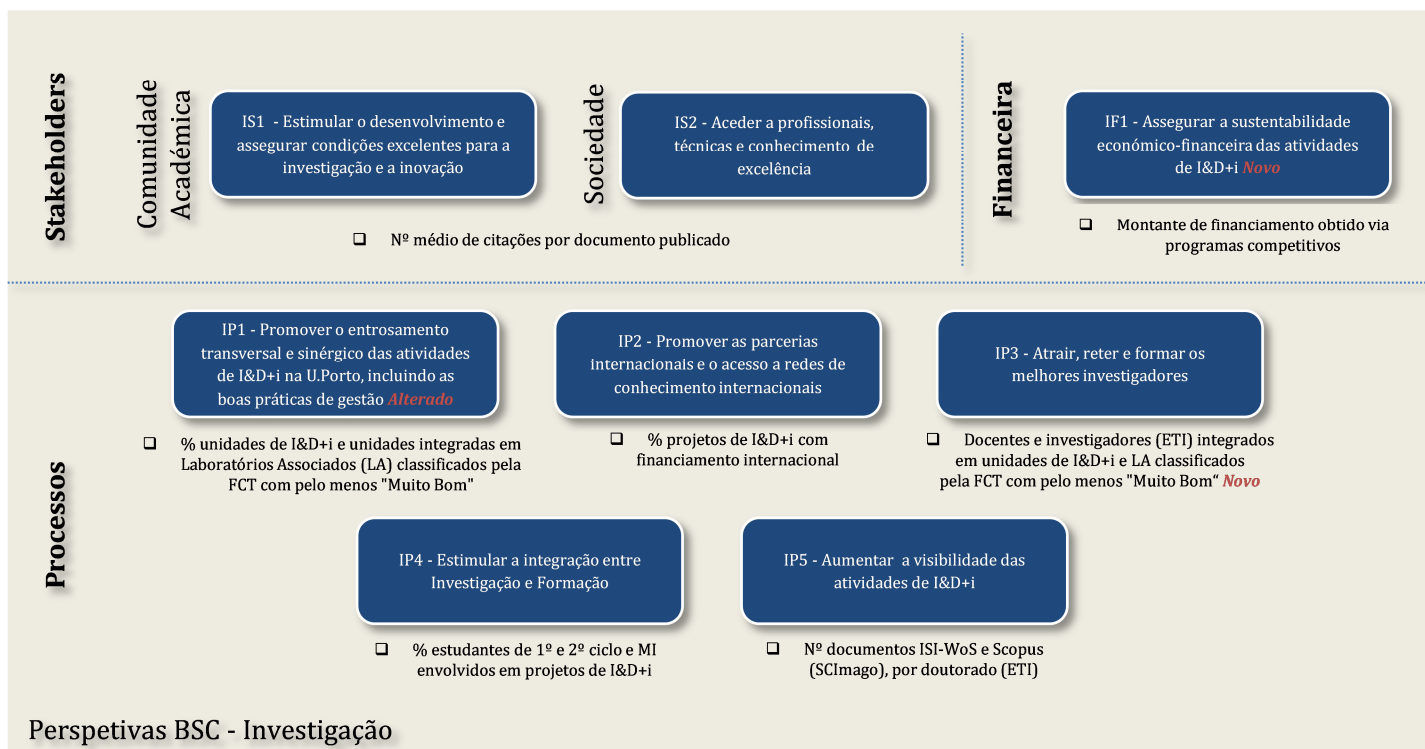 Stakeholders
Comunidade
Académica
IS1 - Estimular o desenvolvimento e
assegurar condições excelentes para a
investigação e a inovação
Sociedade
IS2 - Aceder a profissionais,
técnicas e conhecimento de
excelência
❑ Nº médio de citações por documento publicado
Financeira
IF1 - Assegurar a sustentabilidade
económico-financeira das atividades
de I&D+i Novo
❑ Montante de financiamento obtido via
programas competitivos
Processos
IP1 - Promover o entrosamento
transversal e sinérgico das atividades
de I&D+i na U.Porto, incluindo as
boas práticas de gestão Alterado
❑ % unidades de I&D+i e unidades integradas em
Laboratórios Associados (LA) classificados pela
FCT com pelo menos "Muito Bom"
IP2 - Promover as parcerias
internacionais e o acesso a redes de
conhecimento internacionais
❑ % projetos de I&D+i com
financiamento internacional
IP3 - Atrair, reter e formar os
melhores investigadores
❑ Docentes e investigadores (ETI) integrados
em unidades de I&D+i e LA classificados
pela FCT com pelo menos "Muito Bom“ Novo
IP4 - Estimular a integração entre
Investigação e Formação
❑ % estudantes de 1º e 2º ciclo e MI
envolvidos em projetos de I&D+i
IP5 - Aumentar a visibilidade das
atividades de I&D+i
❑ Nº documentos ISI-WoS e Scopus
(SCImago), por doutorado (ETI)
Perspetivas BSC - Investigação